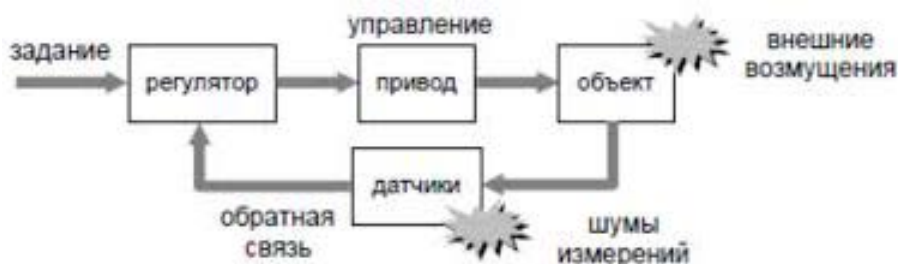 управление
задание
внешние
возмущения
регулятор
привод
объект
датчики
обратная
связь
шумы
измерений